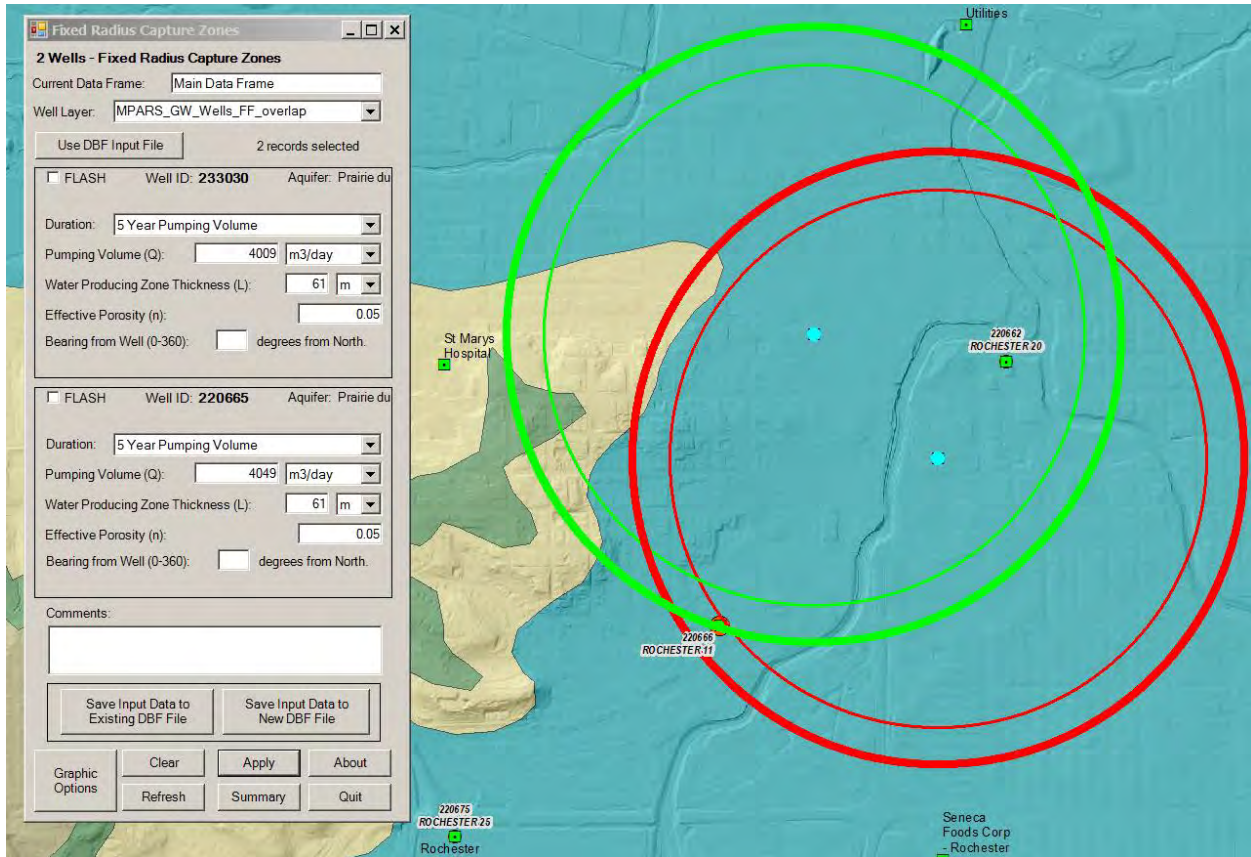 Fixed Radius Capture Zones
2 Wells - Fixed Radius Capture Zones
Current Data Frame: Main Data Frame
Well Layer: MPARS_GW_Wells_FF_overlap
Use DBF Input File 2 records selected
FLASH Well ID: 233030 Aquifer: Prairie du
Duration: 5 Year Pumping Volume
Pumping Volume (Q): 4009 m3/day
Water Producing Zone Thickness (L): 61 m
Effective Porosity (n): 0.05
Bearing from Well (0-360): degrees from North.
FLASH Well ID: 220665 Aquifer: Prairie du
Duration: 5 Year Pumping Volume
Pumping Volume (Q): 4049 m3/day
Water Producing Zone Thickness (L): 61 m
Effective Porosity (n): 0.05
Bearing from Well (0-360): degrees from North.
Comments:
Save Input Data to
Existing DBF File
Save Input Data to
New DBF File
Graphic
Options
Clear Apply About
Refresh Summary Quit
Utilities
St Marys
Hospital
220662
ROCHESTER 20
220666
ROCHESTER 11
220675
ROCHESTER 25
Rochester
Seneca
Foods Corp
- Rochester